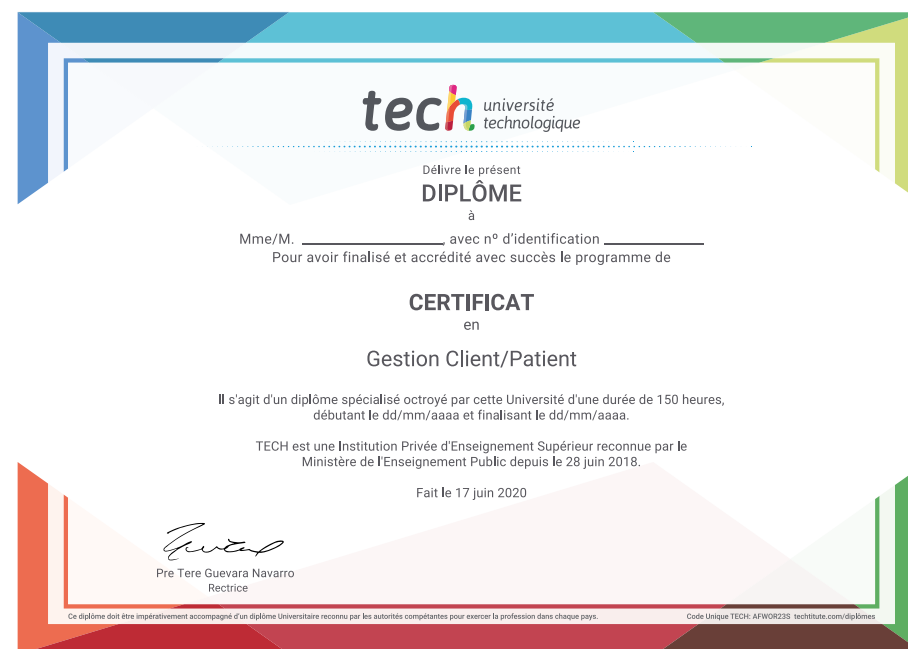 tech université
technologique
Délivre le présent
DIPLÔME
à
Mme/M. ____________________, avec nº d'identification ______________
Pour avoir finalisé et accrédité avec succès le programme de
CERTIFICAT
en
Gestion Client/Patient
Il s'agit d'un diplôme spécialisé octroyé par cette Université d'une durée de 150 heures,
débutant le dd/mm/aaaa et finalisant le dd/mm/aaaa.
TECH est une Institution Privée d'Enseignement Supérieur reconnue par le
Ministère de l'Enseignement Public depuis le 28 juin 2018.
Fait le 17 juin 2020
Pre Tere Guevara Navarro
Rectrice
Ce diplôme doit être impérativement accompagné d'un diplôme Universitaire reconnu par les autorités compétantes pour exercer la profession dans chaque pays.
Code Unique TECH: AFWOR23S techtitute.com/diplômes